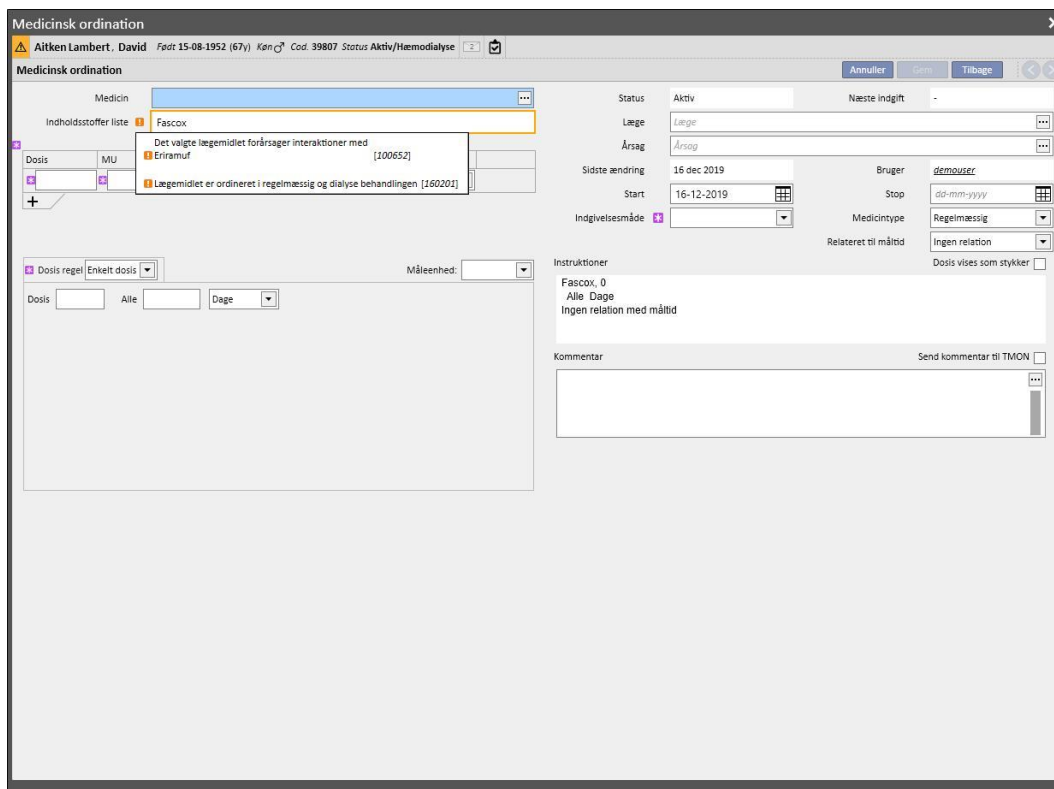 Medicinsk ordination
Aitken Lambert, David Født 15-08-1952 (67y) Køn Cod. 39807 Status Aktiv/Hæmodialyse 2
Medicinsk ordination Annuller Gem Tilbage
Medicin
Indholdsstoffer liste Fascox
Det valgte lægemidlet forårsager interaktioner med
Eriramuf [100652]
Lægemidlet er ordineret i regelmæssig og dialyse behandlingen [160201]
Dosis MU
+
Status Aktiv Næste indgift -
Læge Læge
Årsag Årsag
Sidste ændring 16 dec 2019 Bruger demouser
Start 16-12-2019 Stop dd-mm-yyyy
Indgivelsesmåde Medicintype Regelmæssig
Relateret til måltid Ingen relation
Dosis regel Enkelt dosis Måleenhed:
Dosis Alle Dage
Instruktioner Dosis vises som stykker
Fascox, 0
Alle Dage
Ingen relation med måltid
Kommentar Send kommentar til TMON